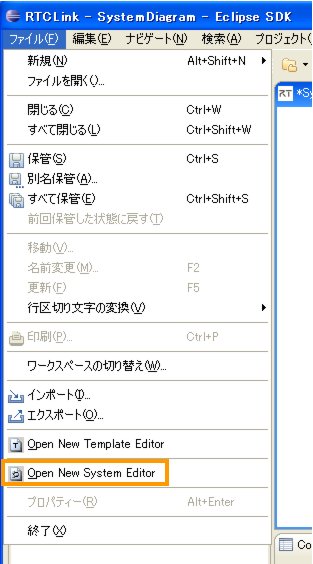 RTCLink - SystemDiagram - Eclipse SDK
ファイル(F) 編集(E) ナビゲート(N) 検索(A) プロジェクト(
新規(N) Alt+Shift+N
ファイルを開く()...
閉じる(C) Ctrl+W
すべて閉じる(L) Ctrl+Shift+W
保管(S) Ctrl+S
別名保管(A)...
すべて保管(E) Ctrl+Shift+S
前回保管した状態に戻す(T)
移動(V)...
名前変更(M)... F2
更新(F) F5
行区切り文字の変換(V)
印刷(P)... Ctrl+P
ワークスペースの切り替え(W)...
インポート(I)...
エクスポート(O)...
Open New Template Editor
Open New System Editor
プロパティー(R) Alt+Enter
終了(X)
RT *Sy
Co